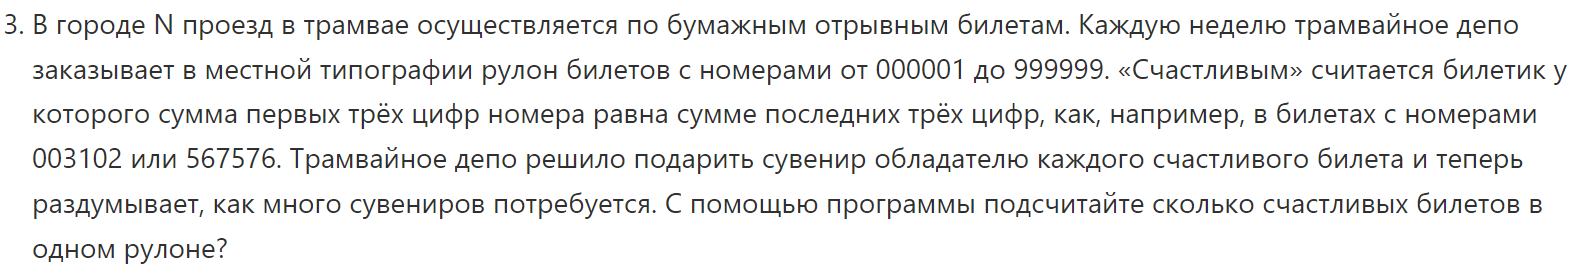 3. В городе N проезд в трамвае осуществляется по бумажным отрывным билетам. Каждую неделю трамвайное депо
заказывает в местной типографии рулон билетов с номерами от 000001 до 999999. «Счастливым» считается билетик у
которого сумма первых трёх цифр номера равна сумме последних трёх цифр, как, например, в билетах с номерами
003102 или 567576. Трамвайное депо решило подарить сувенир обладателю каждого счастливого билета и теперь
раздумывает, как много сувениров потребуется. С помощью программы подсчитайте сколько счастливых билетов в
одном рулоне?